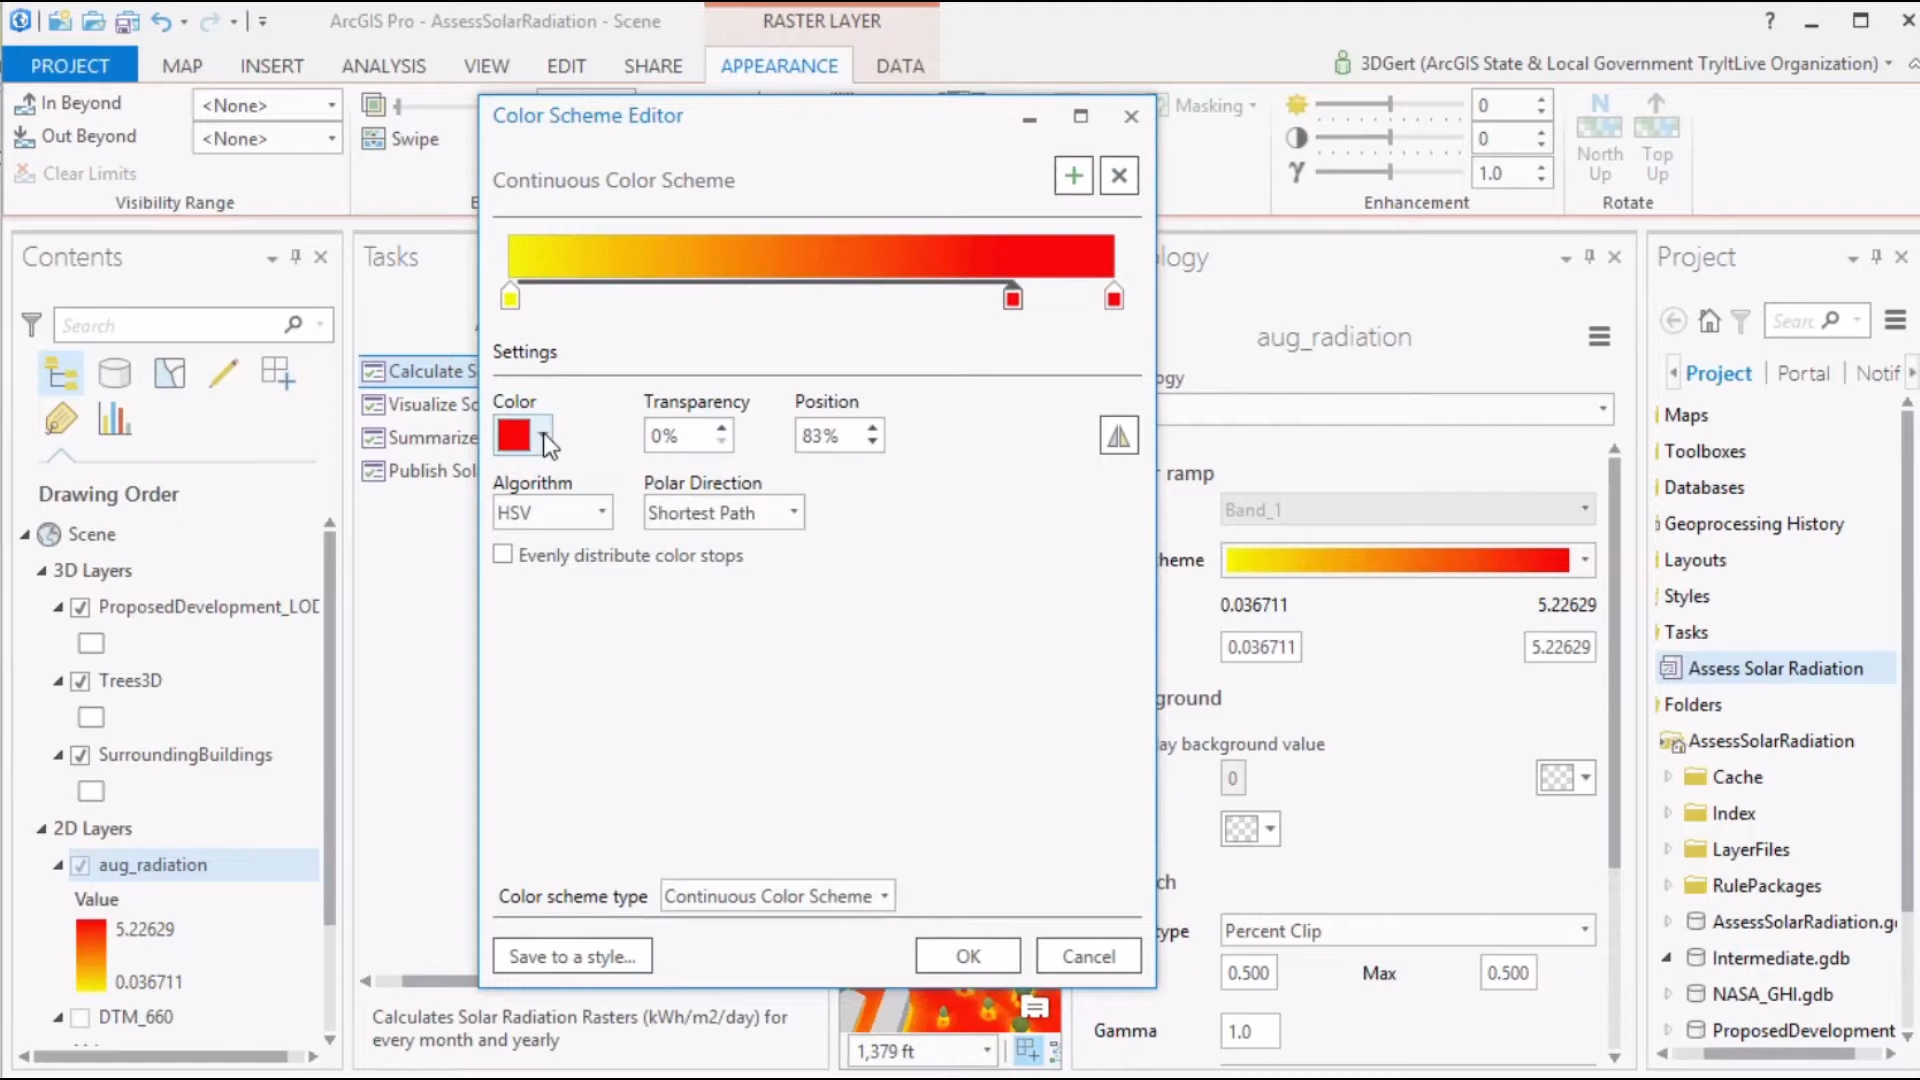 ArcGIS Pro - AssessSolarRadiation - Scene
RASTER LAYER
?
PROJECT MAP INSERT ANALYSIS VIEW EDIT SHARE APPEARANCE DATA
3DGert (ArcGIS State & Local Government TryItLive Organization)
In Beyond <None>
Out Beyond <None>
Clear Limits
Visibility Range
Swipe
Masking
0
0
γ 1.0
Enhancement
N
North Up
Top Up
Rotate
Contents
Search
Drawing Order
Scene
3D Layers
ProposedDevelopment_LOD
Trees3D
SurroundingBuildings
2D Layers
aug_radiation
Value
5.22629
0.036711
DTM_660
Tasks
Calculate S
Visualize So
Summarize
Publish Sol
Calculates Solar Radiation Rasters (kWh/m2/day) for
every month and yearly
Color Scheme Editor
Continuous Color Scheme
Settings
Color Transparency Position
0% 83%
Algorithm Polar Direction
HSV Shortest Path
Evenly distribute color stops
Color scheme type Continuous Color Scheme
Save to a style... OK Cancel
1,379 ft
ology
aug_radiation
gy
r ramp
Band_1
heme
0.036711 5.22629
0.036711 5.22629
ground
ay background value
0
ch
ype Percent Clip
0.500 Max 0.500
Gamma 1.0
Project
Searc
Project Portal Notif
Maps
Toolboxes
Databases
Geoprocessing History
Layouts
Styles
Tasks
Assess Solar Radiation
Folders
AssessSolarRadiation
Cache
Index
LayerFiles
RulePackages
AssessSolarRadiation.g
Intermediate.gdb
NASA_GHI.gdb
ProposedDevelopment